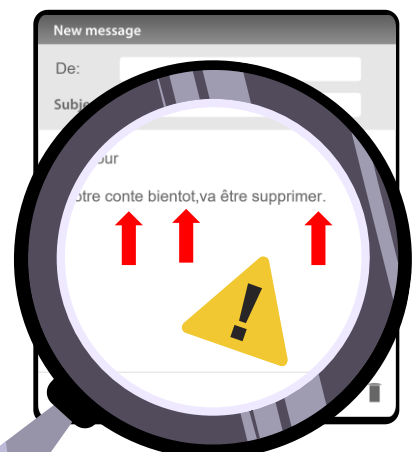 New message
De:
Subje
our
otre conte bientot,va être supprimer.